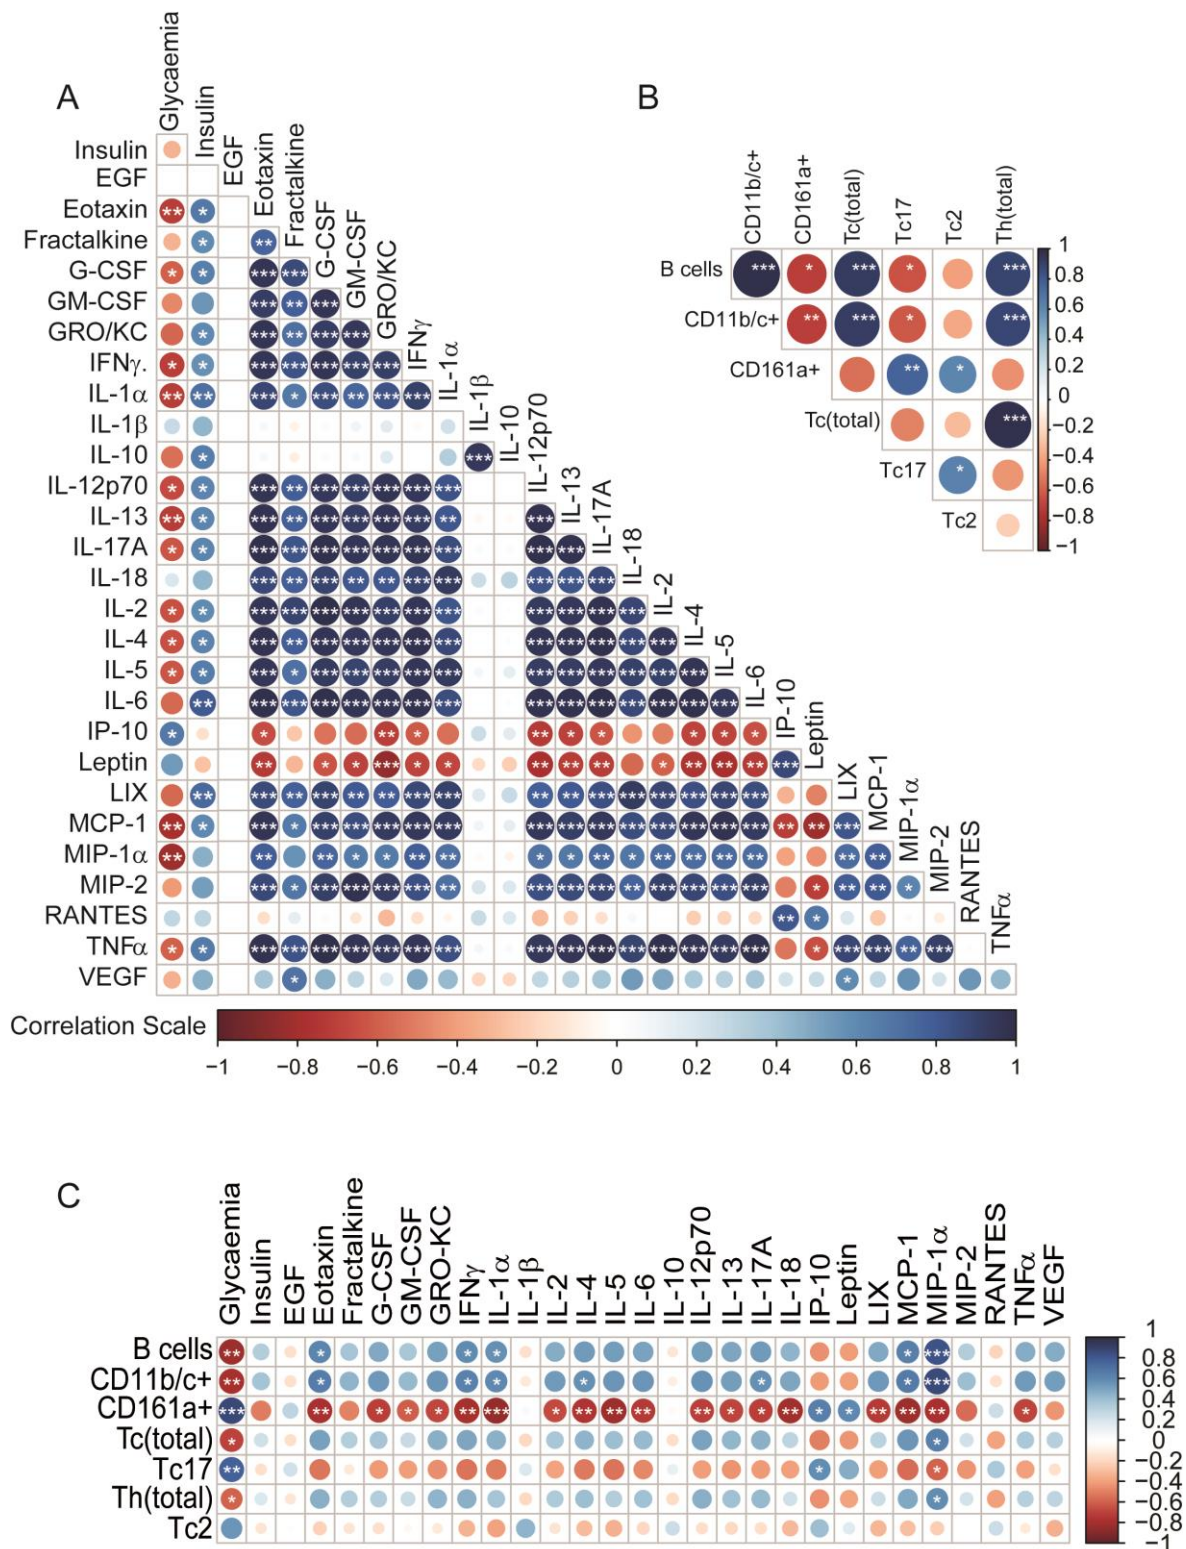 A
Glycaemia
Insulin
EGF
Eotaxin
Fractalkine
G-CSF
GM-CSF
GRO/KC
IFNγ
IL-1α
IL-1β
IL-10
IL-12p70
IL-13
IL-17A
IL-18
IL-2
IL-4
IL-5
IL-6
IP-10
Leptin
LIX
MCP-1
MIP-1α
MIP-2
RANTES
TNFα
Insulin
EGF
Eotaxin
Fractalkine
G-CSF
GM-CSF
GRO/KC
IFNγ.
IL-1α
IL-1β
IL-10
IL-12p70
IL-13
IL-17A
IL-18
IL-2
IL-4
IL-5
IL-6
IP-10
Leptin
LIX
MCP-1
MIP-1α
MIP-2
RANTES
TNFα
VEGF
Correlation Scale
−1 −0.8 −0.6 −0.4 −0.2 0 0.2 0.4 0.6 0.8 1
B
CD11b/c+
CD161a+
Tc(total)
Tc17
Tc2
Th(total)
B cells
CD11b/c+
CD161a+
Tc(total)
Tc17
Tc2
1
0.8
0.6
0.4
0.2
0
−0.2
−0.4
−0.6
−0.8
−1
C
Glycaemia
Insulin
EGF
Eotaxin
Fractalkine
G-CSF
GM-CSF
GRO-KC
IFNγ
IL-1α
IL-1β
IL-2
IL-4
IL-5
IL-6
IL-10
IL-12p70
IL-13
IL-17A
IL-18
IP-10
Leptin
LIX
MCP-1
MIP-1α
MIP-2
RANTES
TNFα
VEGF
B cells
CD11b/c+
CD161a+
Tc(total)
Tc17
Th(total)
Tc2
1
0.8
0.6
0.4
0.2
0
−0.2
−0.4
−0.6
−0.8
−1